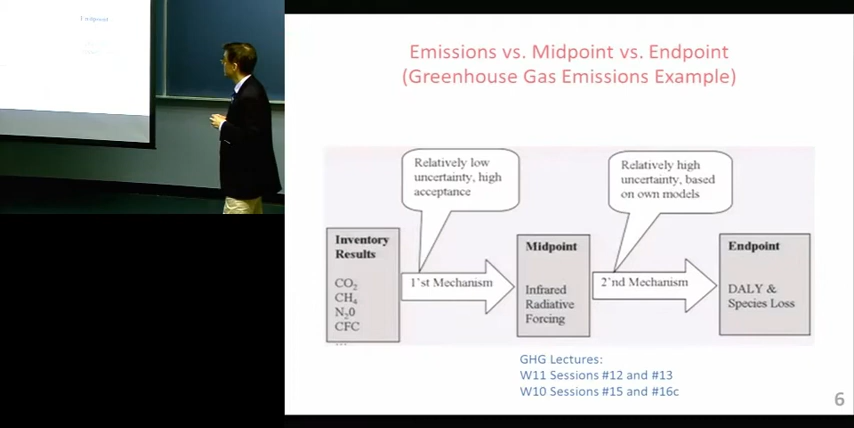 Endpoint
Emissions vs. Midpoint vs. Endpoint
(Greenhouse Gas Emissions Example)
Relatively low
uncertainty, high
acceptance
Relatively high
uncertainty, based
on own models
Inventory
Results
CO₂
CH₄
N₂0
CFC
...
1'st Mechanism
Midpoint
Infrared
Radiative
Forcing
2'nd Mechanism
Endpoint
DALY &
Species Loss
GHG Lectures:
W11 Sessions #12 and #13
W10 Sessions #15 and #16c
6